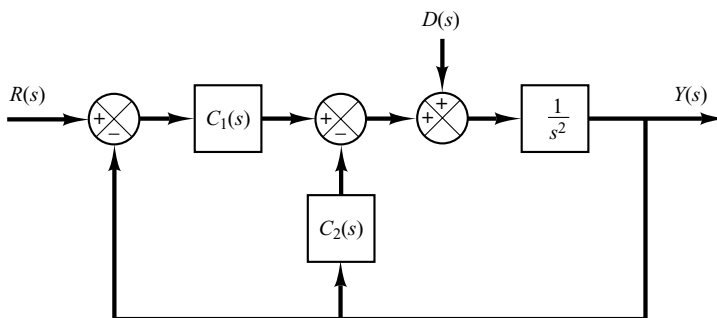 D(s)
R(s)
Y(s)
+
−
C₁(s)
+
−
+
+
1
s²
C₂(s)